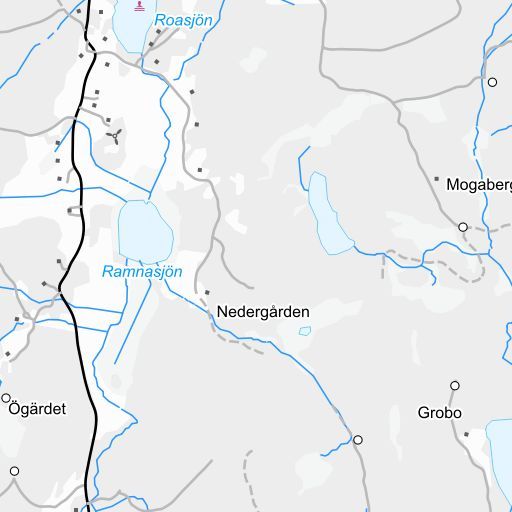 Roasjön
Mogaberg
Ramnasjön
Nedergården
Ögärdet
Grobo